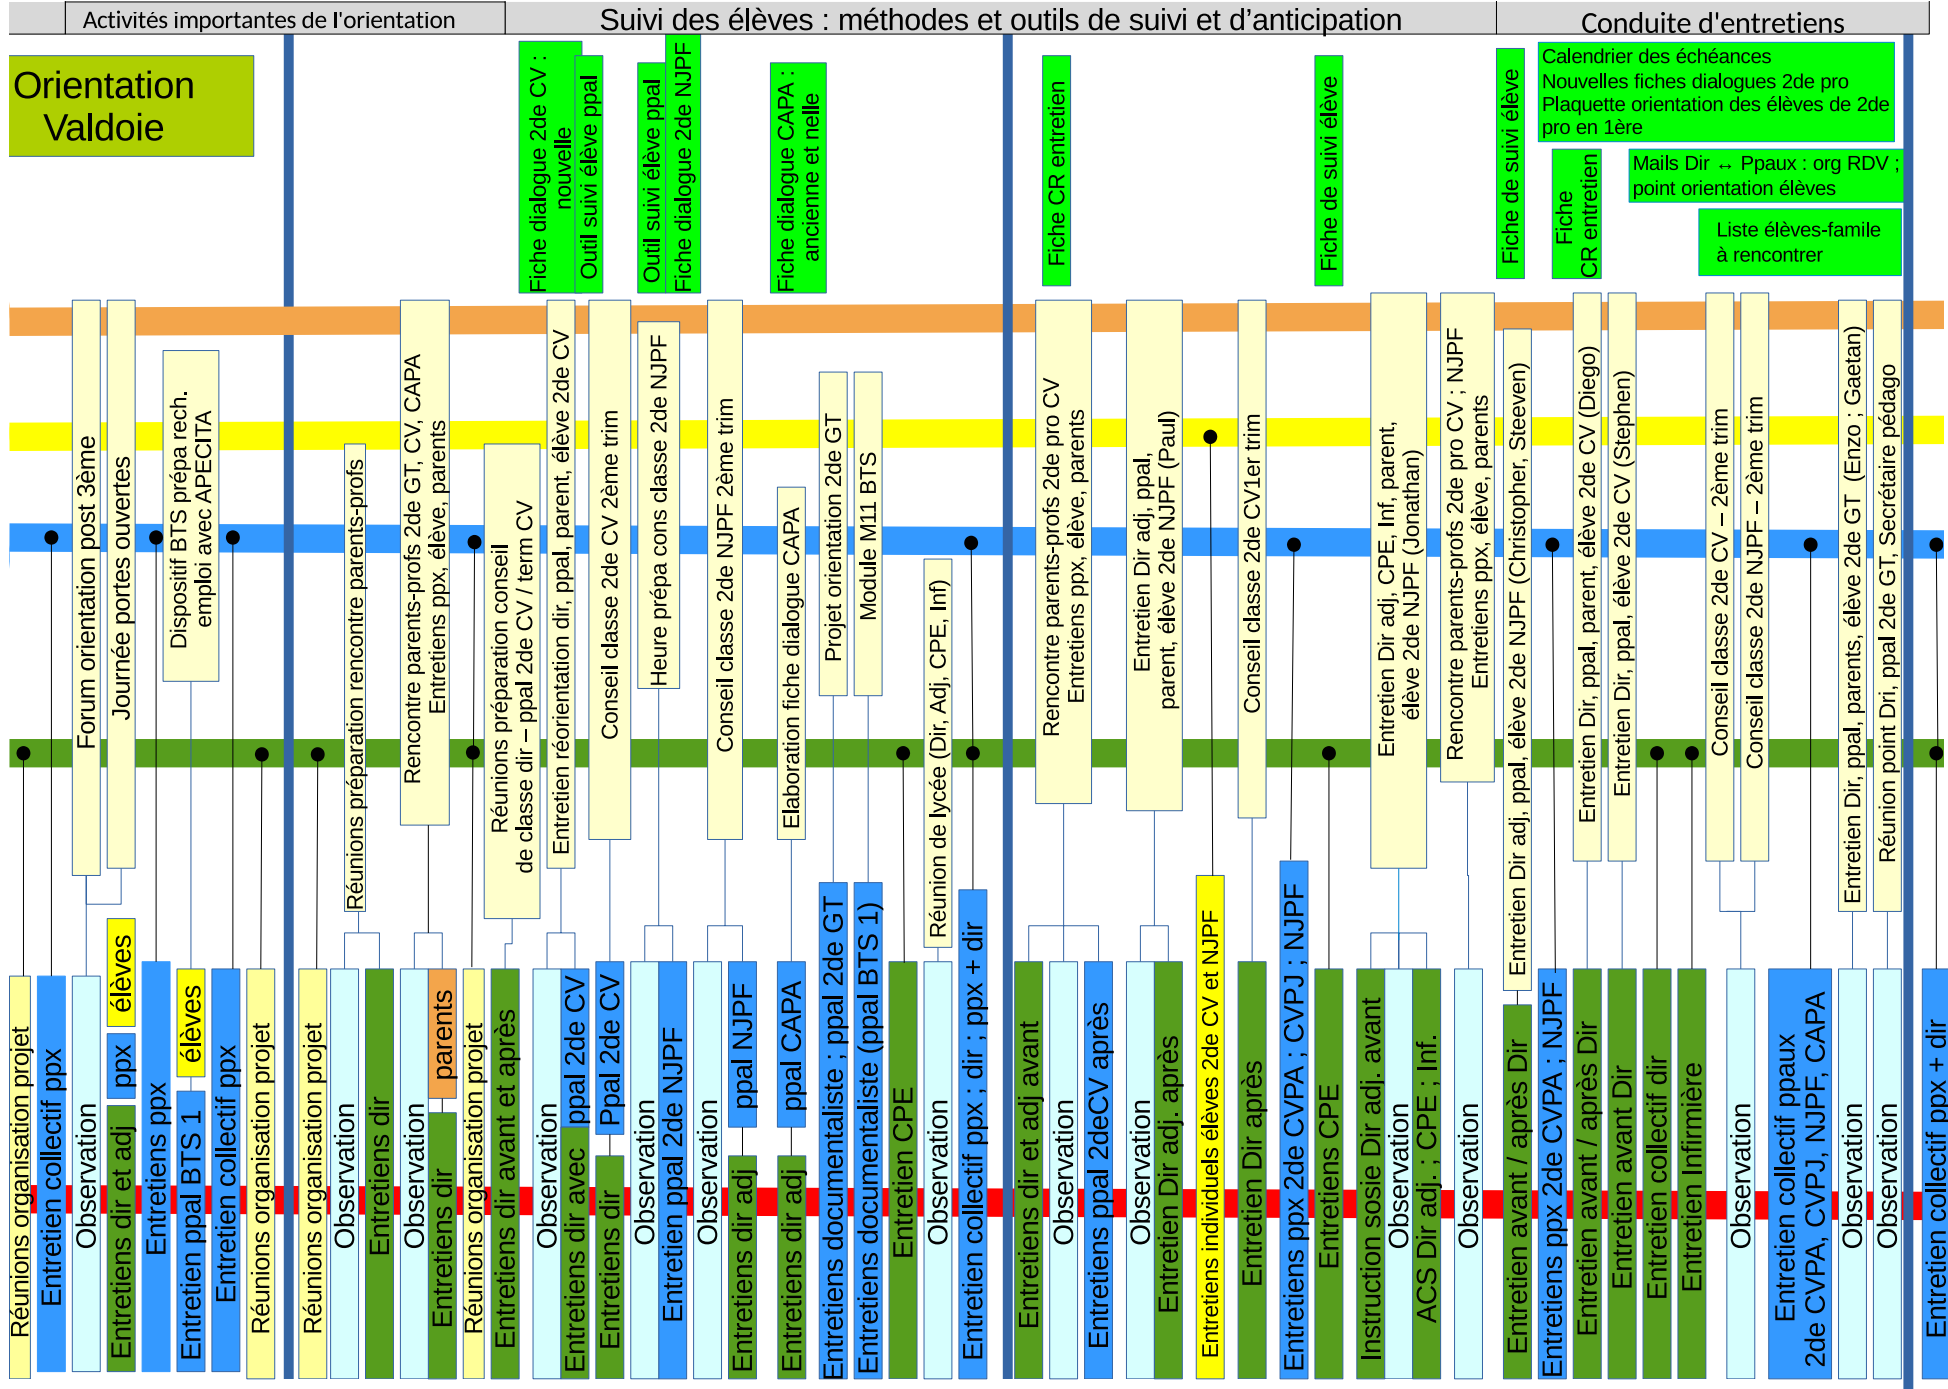 Activités importantes de l'orientation
Suivi des élèves : méthodes et outils de suivi et d’anticipation
Conduite d'entretiens
Orientation
Valdoie
Fiche dialogue 2de CV :
nouvelle
Outil suivi élève ppal
Outil suivi élève ppal
Fiche dialogue 2de NJPF
Fiche dialogue CAPA :
ancienne et nelle
Fiche CR entretien
Fiche de suivi élève
Fiche de suivi élève
Calendrier des échéances
Nouvelles fiches dialogues 2de pro
Plaquette orientation des élèves de 2de
pro en 1ère
Fiche
CR entretien
Mails Dir ↔ Ppaux : org RDV ;
point orientation élèves
Liste élèves-famile
à rencontrer
Forum orientation post 3ème
Journée portes ouvertes
Dispositif BTS prépa rech.
emploi avec APECITA
Réunions préparation rencontre parents-profs
Rencontre parents-profs 2de GT, CV, CAPA
Entretiens ppx, élève, parents
Réunions préparation conseil
de classe dir – ppal 2de CV / term CV
Entretien réorientation dir, ppal, parent, élève 2de CV
Conseil classe 2de CV 2ème trim
Heure prépa cons classe 2de NJPF
Conseil classe 2de NJPF 2ème trim
Elaboration fiche dialogue CAPA
Projet orientation 2de GT
Module M11 BTS
Réunion de lycée (Dir, Adj, CPE, Inf)
Rencontre parents-profs 2de pro CV
Entretiens ppx, élève, parents
Entretien Dir adj, ppal,
parent, élève 2de NJPF (Paul)
Conseil classe 2de CV1er trim
Entretien Dir adj, CPE, Inf, parent,
élève 2de NJPF (Jonathan)
Rencontre parents-profs 2de pro CV ; NJPF
Entretiens ppx, élève, parents
Entretien Dir adj, ppal, élève 2de NJPF (Christopher, Steeven)
Entretien Dir, ppal, parent, élève 2de CV (Diego)
Entretien Dir, ppal, élève 2de CV (Stephen)
Conseil classe 2de CV – 2ème trim
Conseil classe 2de NJPF – 2ème trim
Entretien Dir, ppal, parents, élève 2de GT (Enzo ; Gaetan)
Réunion point Dri, ppal 2de GT, Secrétaire pédago
Réunions organisation projet
Entretien collectif ppx
Observation
élèves
ppx
Entretiens dir et adj
Entretiens ppx
élèves
Entretien ppal BTS 1
Entretien collectif ppx
Réunions organisation projet
Réunions organisation projet
Observation
Entretiens dir
Observation
parents
Entretiens dir
Réunions organisation projet
Entretiens dir avant et après
Observation
ppal 2de CV
Entretiens dir avec
Ppal 2de CV
Entretiens dir
Observation
Entretien ppal 2de NJPF
Observation
ppal NJPF
Entretiens dir adj
ppal CAPA
Entretiens dir adj
Entretiens documentaliste ; ppal 2de GT
Entretiens documentaliste (ppal BTS 1)
Entretien CPE
Observation
Entretien collectif ppx ; dir ; ppx + dir
Entretiens dir et adj avant
Observation
Entretiens ppal 2deCV après
Observation
Entretien Dir adj. après
Entretiens individuels élèves 2de CV et NJPF
Entretien Dir après
Entretiens ppx 2de CVPA ; CVPJ ; NJPF
Entretiens CPE
Instruction sosie Dir adj. avant
Observation
ACS Dir adj. ; CPE ; Inf.
Observation
Entretien avant / après Dir
Entretiens ppx 2de CVPA ; NJPF
Entretien avant / après Dir
Entretien avant Dir
Entretien collectif dir
Entretien Infirmière
Observation
Entretien collectif ppaux
2de CVPA, CVPJ, NJPF, CAPA
Observation
Observation
Entretien collectif ppx + dir